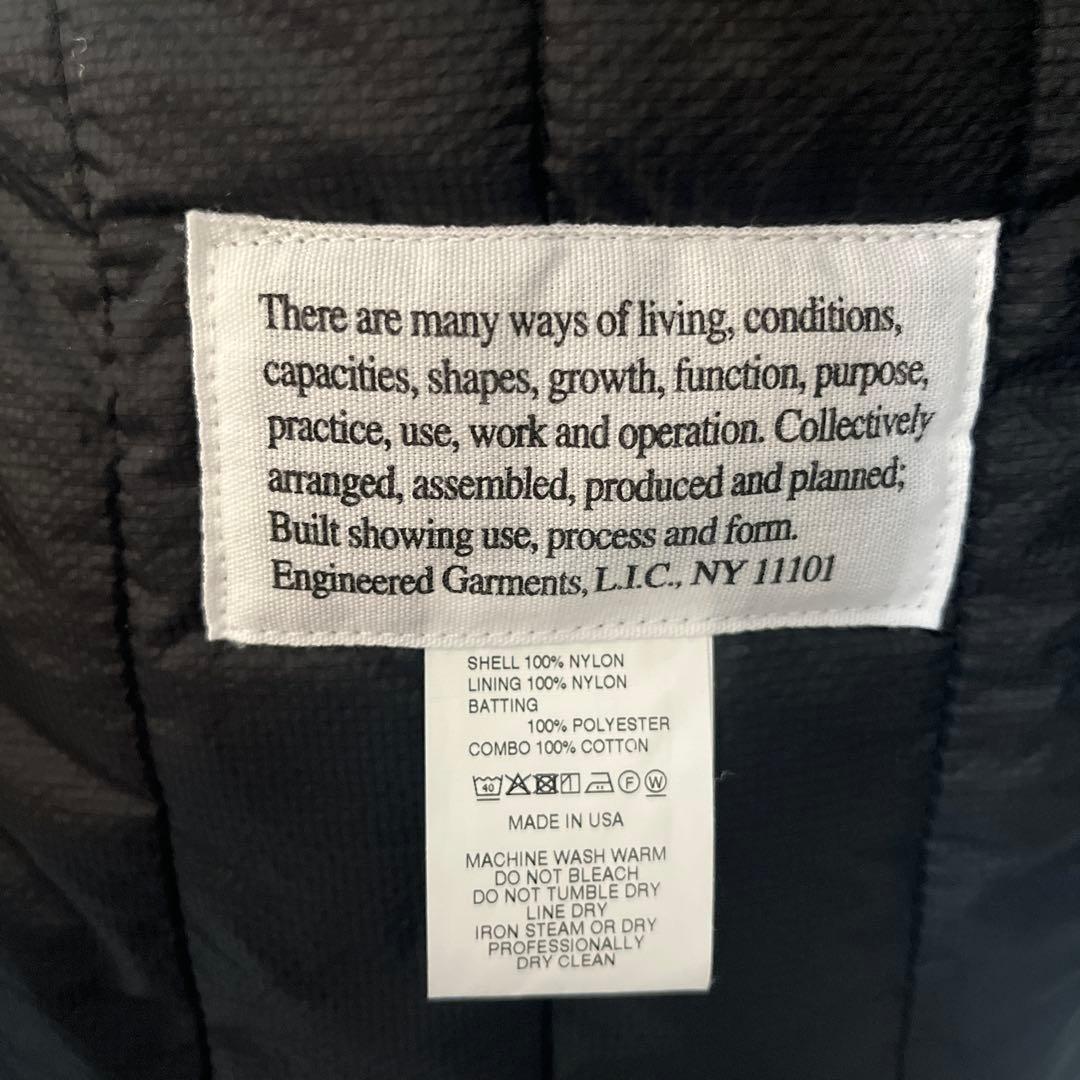 There are many ways of living, conditions,
capacities, shapes, growth, function, purpose,
practice, use, work and operation. Collectively
arranged, assembled, produced and planned;
Built showing use, process and form.
Engineered Garments, L.I.C., NY 11101
SHELL 100% NYLON
LINING 100% NYLON
BATTING
100% POLYESTER
COMBO 100% COTTON
40 F W
MADE IN USA
MACHINE WASH WARM
DO NOT BLEACH
DO NOT TUMBLE DRY
LINE DRY
IRON STEAM OR DRY
PROFESSIONALLY
DRY CLEAN